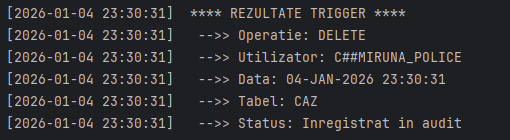 [2026-01-04 23:30:31]  **** REZULTATE TRIGGER ****
[2026-01-04 23:30:31]   -->> Operatie: DELETE
[2026-01-04 23:30:31]   -->> Utilizator: C##MIRUNA_POLICE
[2026-01-04 23:30:31]   -->> Data: 04-JAN-2026 23:30:31
[2026-01-04 23:30:31]   -->> Tabel: CAZ
[2026-01-04 23:30:31]   -->> Status: Inregistrat in audit